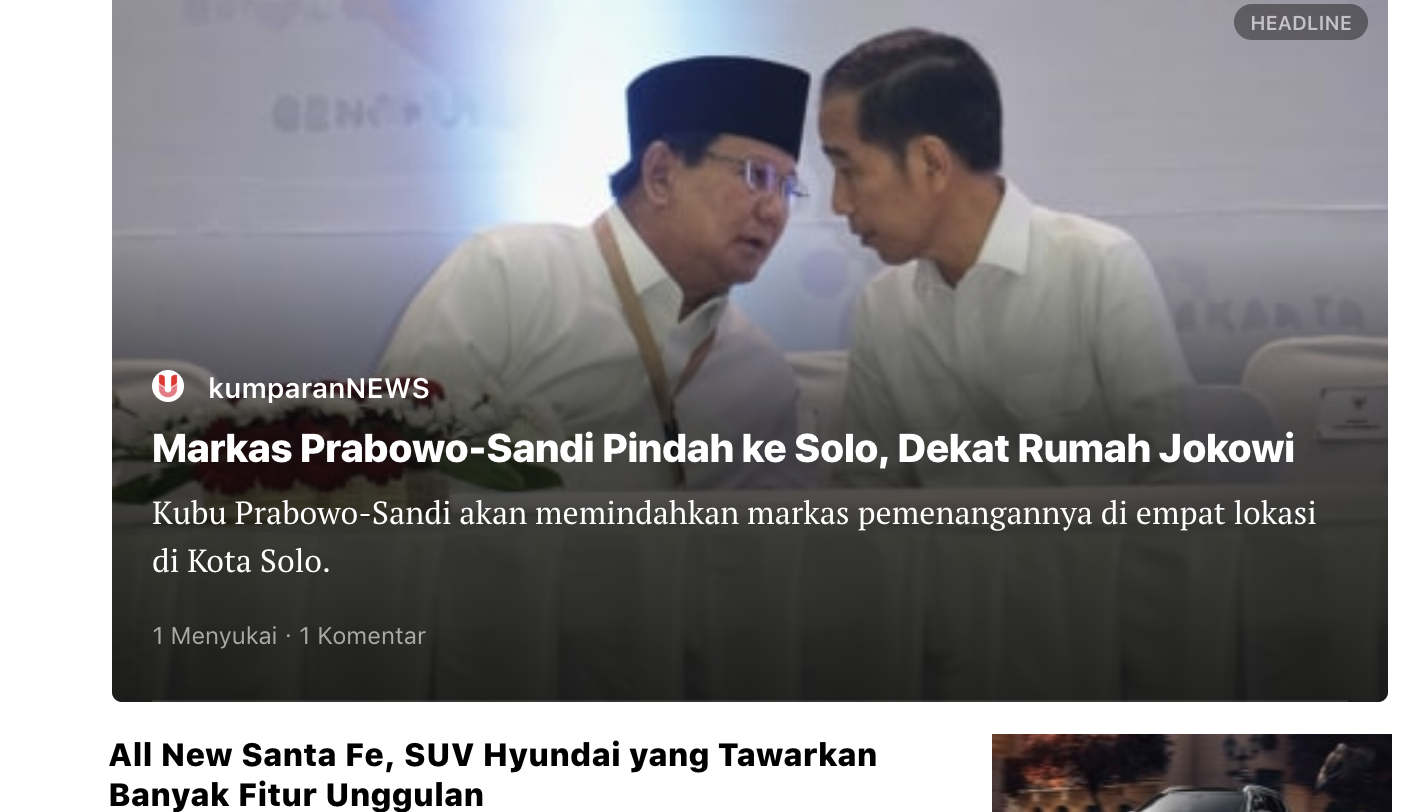 HEADLINE
kumparanNEWS
Markas Prabowo-Sandi Pindah ke Solo, Dekat Rumah Jokowi
Kubu Prabowo-Sandi akan memindahkan markas pemenangannya di empat lokasi
di Kota Solo.
1 Menyukai · 1 Komentar
All New Santa Fe, SUV Hyundai yang Tawarkan
Banyak Fitur Unggulan